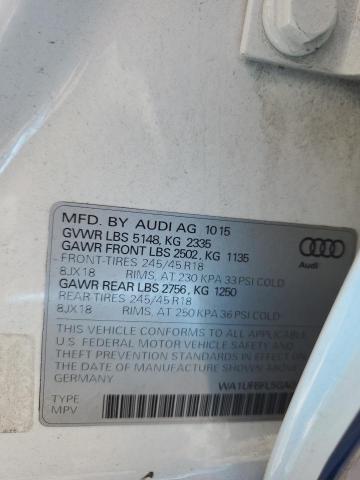 MFD. BY AUDI AG 10 15
GVWR LBS 5148, KG 2335
GAWR FRONT LBS 2502, KG 1135
FRONT-TIRES 245/45 R18
8JX18 RIMS, AT 230 KPA 33 PSI COLD
GAWR REAR LBS 2756, KG 1250
REAR TIRES 245/45 R18
8JX18 RIMS, AT 250 KPA 36 PSI COLD
THIS VEHICLE CONFORMS TO ALL APPLICABLE
U.S. FEDERAL MOTOR VEHICLE SAFETY AND
THEFT PREVENTION STANDARDS IN EFFECT ON
THE DATE OF MANUFACTURE SHOWN ABOVE
GERMANY
TYPE
MPV
Audi